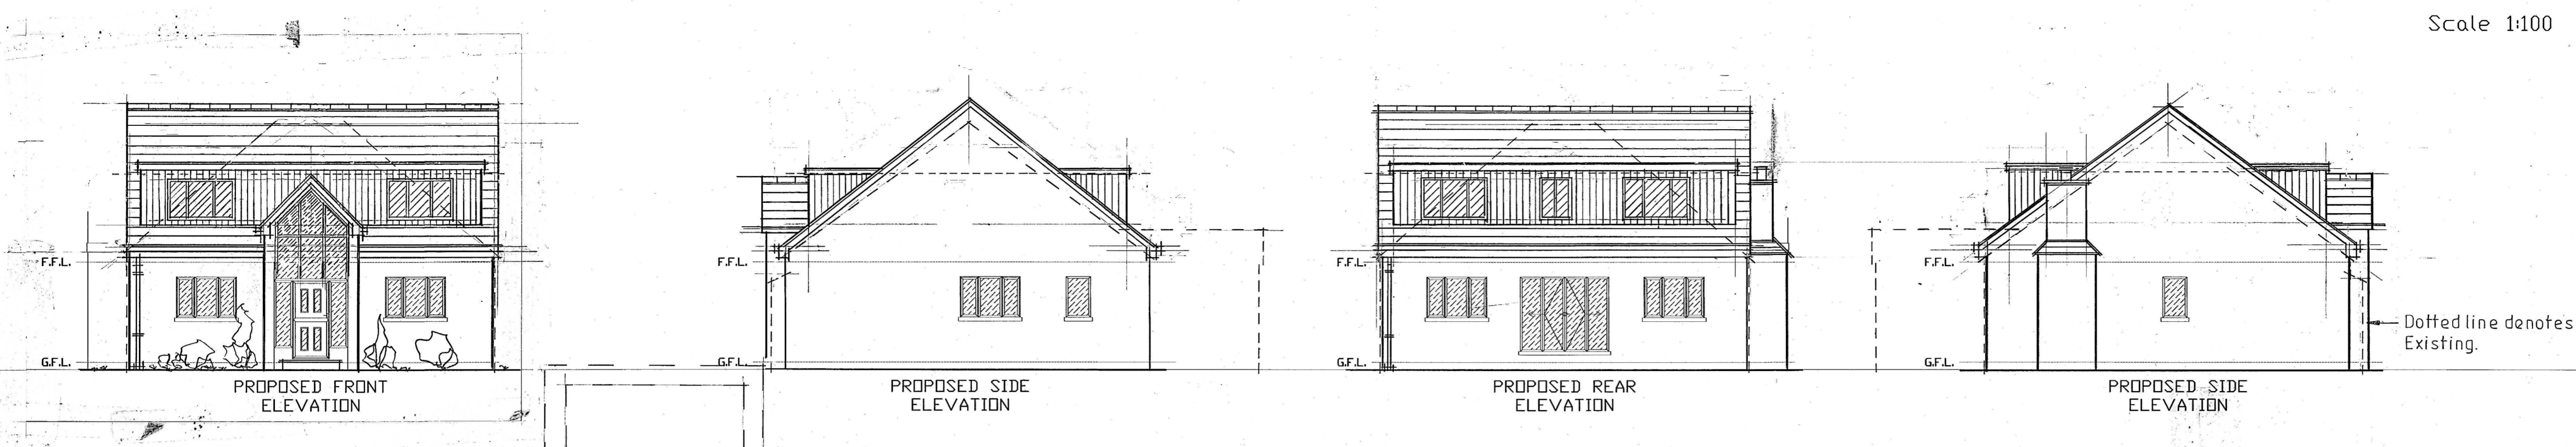 Scale 1:100
F.F.L.
G.F.L.
PROPOSED FRONT
ELEVATION
F.F.L.
G.F.L.
PROPOSED SIDE
ELEVATION
F.F.L.
G.F.L.
PROPOSED REAR
ELEVATION
F.F.L.
G.F.L.
PROPOSED SIDE
ELEVATION
Dotted line denotes
Existing.